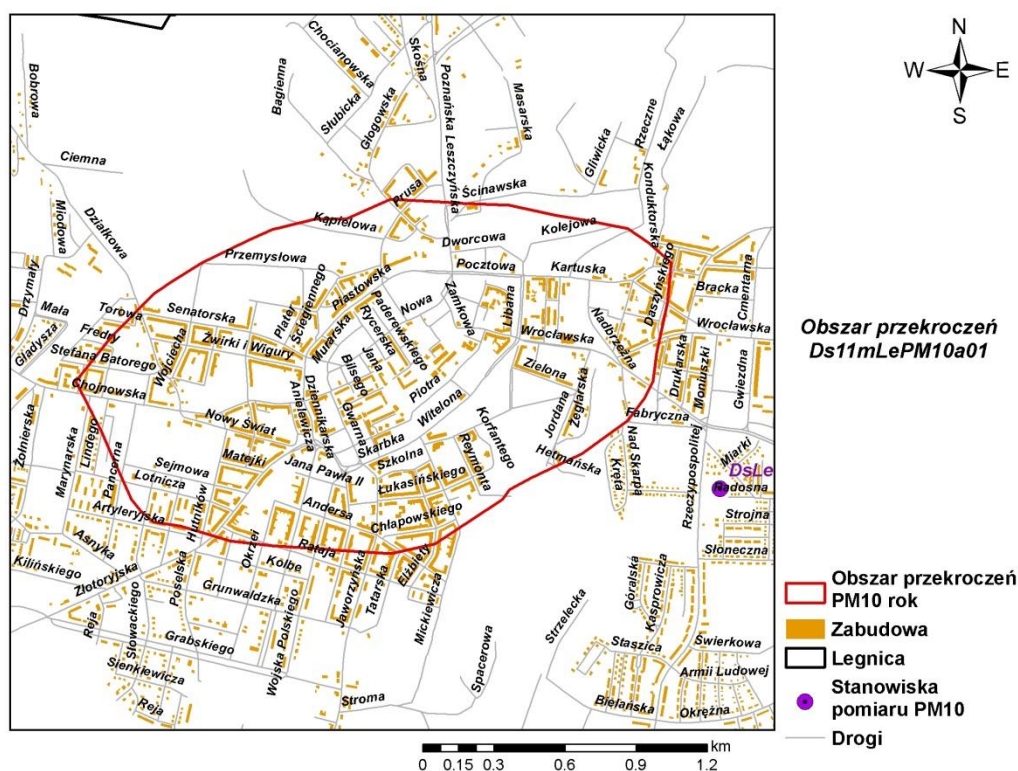 N
W E
S
Obszar przekroczeń
Ds11mLePM10a01
Obszar przekroczeń
PM10 rok
Zabudowa
Legnica
Stanowiska
pomiaru PM10
Drogi
km
0 0.15 0.3 0.6 0.9 1.2
Bobrowa
Ciemna
Miodowa
Działkowa
Drzymały
Mała
Gładysza
Fredry
Torowa
Stefana Batorego
Chojnowska
Bagienna
Chocianowska
Słubicka
Głogowska
Skośna
Poznańska Leszczyńska
Masarska
Gliwicka
Rzeczne
Łąkowa
Konduktorska
Ścinawska
Prusa
Kąpielowa
Przemysłowa
Dworcowa
Kolejowa
Pocztowa
Kartuska
Daszyńskiego
Bracka
Cmentarna
Senatorska
Wojciecha
Żwirki i Wigury
Plater
Ściegiennego
Piastowska
Murarska
Paderewskiego
Rycerska
Nowa
Zamkowa
Libana
Wrocławska
Wrocławska
Nadbrzeżna
Drukarska
Moniuszki
Gwiezdna
Jana
Bilsego
Piotra
Witelona
Zielona
Jordana
Żeglarska
Fabryczna
Dziennikarska
Anielewicza
Gwarna
Skarbka
Nowy Świat
Matejki
Jana Pawła II
Szkolna
Łukasińskiego
Reymonta
Korfantego
Hetmańska
Kręta
Nad Skarpą
Rzeczypospolitej
Miarki
DsLe
Radosna
Strojna
Słoneczna
Żołnierska
Marynarska
Lindego
Pancerna
Sejmowa
Lotnicza
Artyleryjska
Hutników
Andersa
Chłapowskiego
Asnyka
Kilińskiego
Złotoryjska
Poselska
Okrzei
Rataja
Kolbe
Elżbiety
Jaworzyńska
Tatarska
Mickiewicza
Grunwaldzka
Reja
Słowackiego
Grabskiego
Wojska Polskiego
Sienkiewicza
Reja
Stroma
Spacerowa
Strzelecka
Góralska
Kasprowicza
Staszica
Świerkowa
Armii Ludowej
Bielańska
Okrężna